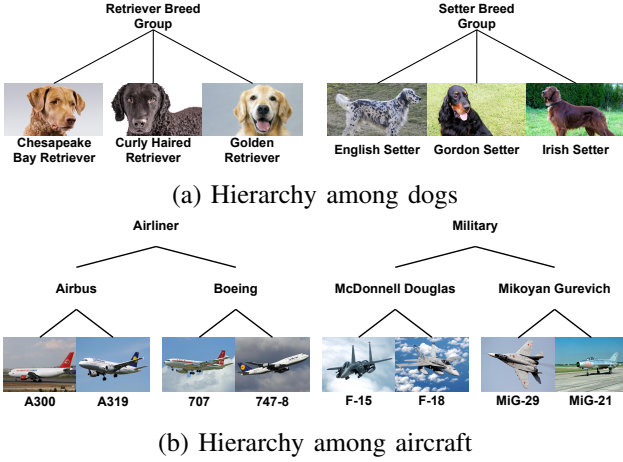 Retriever Breed
Group
Setter Breed
Group
Chesapeake
Bay Retriever
Curly Haired
Retriever
Golden
Retriever
English Setter
Gordon Setter
Irish Setter
(a) Hierarchy among dogs
Airliner
Military
Airbus
Boeing
McDonnell Douglas
Mikoyan Gurevich
A300
A319
707
747-8
F-15
F-18
MiG-29
MiG-21
(b) Hierarchy among aircraft